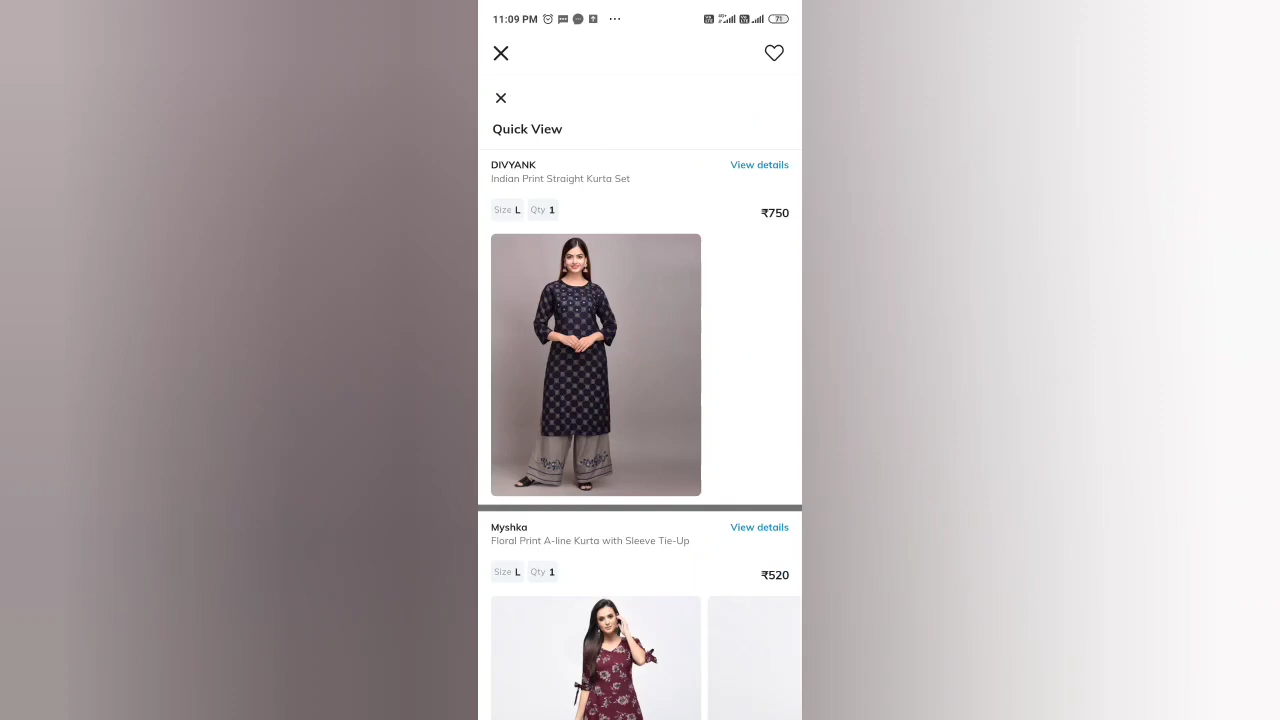 11:09 PM
71
Quick View
DIVYANK
View details
Indian Print Straight Kurta Set
Size L Qty 1
₹750
Myshka
View details
Floral Print A-line Kurta with Sleeve Tie-Up
Size L Qty 1
₹520